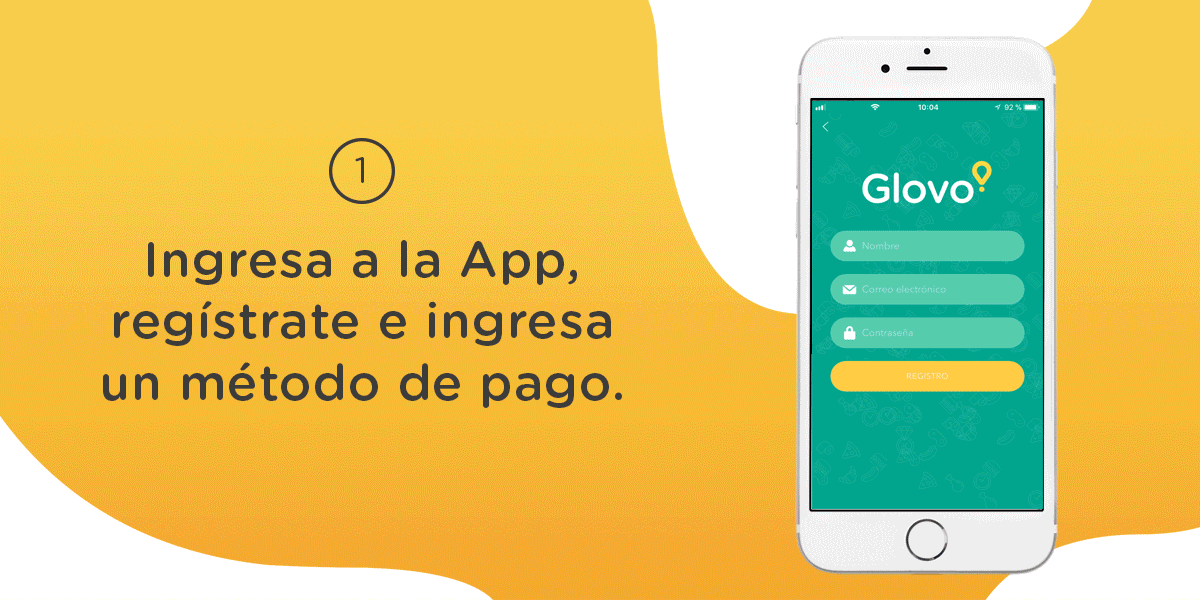 1
Ingresa a la App,
regístrate e ingresa
un método de pago.
10:04
92 %
Glovo
Nombre
Correo electrónico
Contraseña
REGISTRO